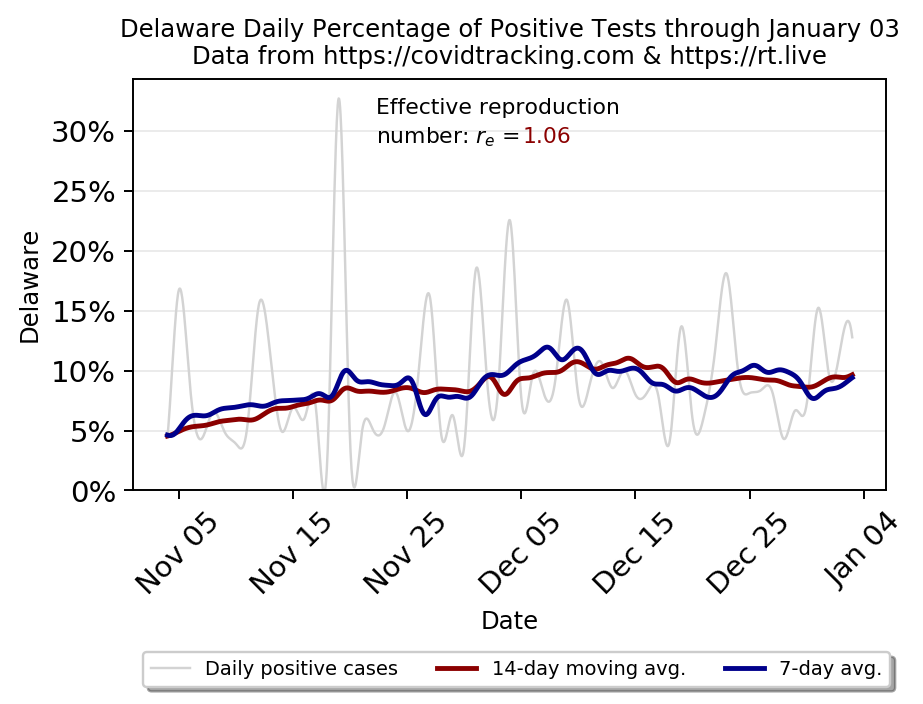 Delaware Daily Percentage of Positive Tests through January 03
Data from https://covidtracking.com & https://rt.live
Effective reproduction
number: rₑ =1.06
30%
25%
20%
15%
10%
5%
0%
Delaware
Nov 05
Nov 15
Nov 25
Dec 05
Dec 15
Dec 25
Jan 04
Date
Daily positive cases
14-day moving avg.
7-day avg.